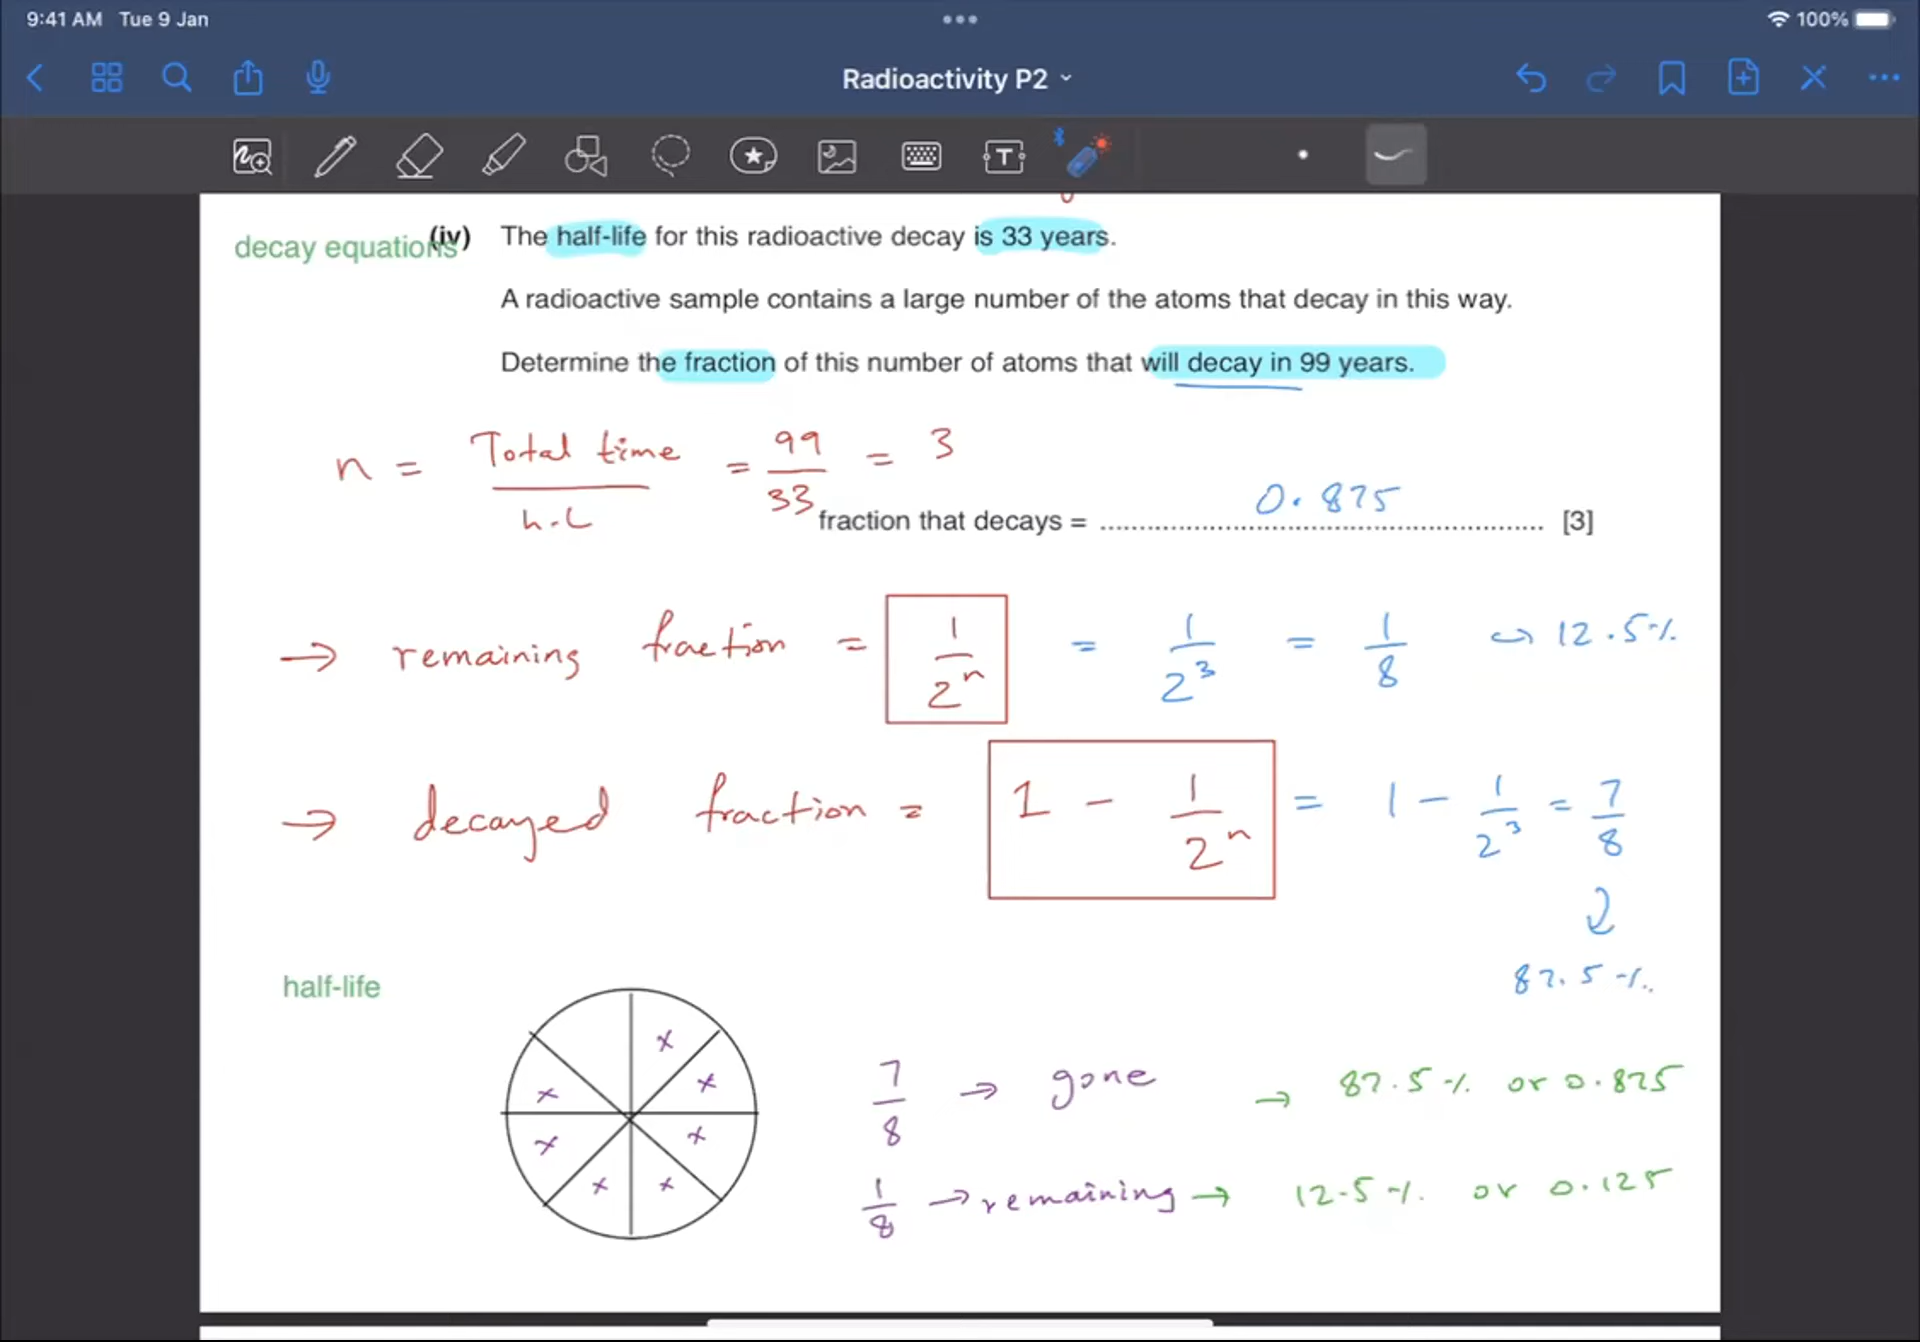 9:41 AM Tue 9 Jan
100%
Radioactivity P2
decay equations
(iv) The half-life for this radioactive decay is 33 years.
A radioactive sample contains a large number of the atoms that decay in this way.
Determine the fraction of this number of atoms that will decay in 99 years.
n = Total time / h.L = 99/33 = 3
fraction that decays = 0.875 [3]
→ remaining fraction = 1/2^n = 1/2^3 = 1/8 ↪ 12.5%
→ decayed fraction = 1 - 1/2^n = 1 - 1/2^3 = 7/8
87.5%
half-life
x
x
x
x
x
x
x
7/8 → gone → 87.5% or 0.875
1/8 → remaining → 12.5% or 0.125